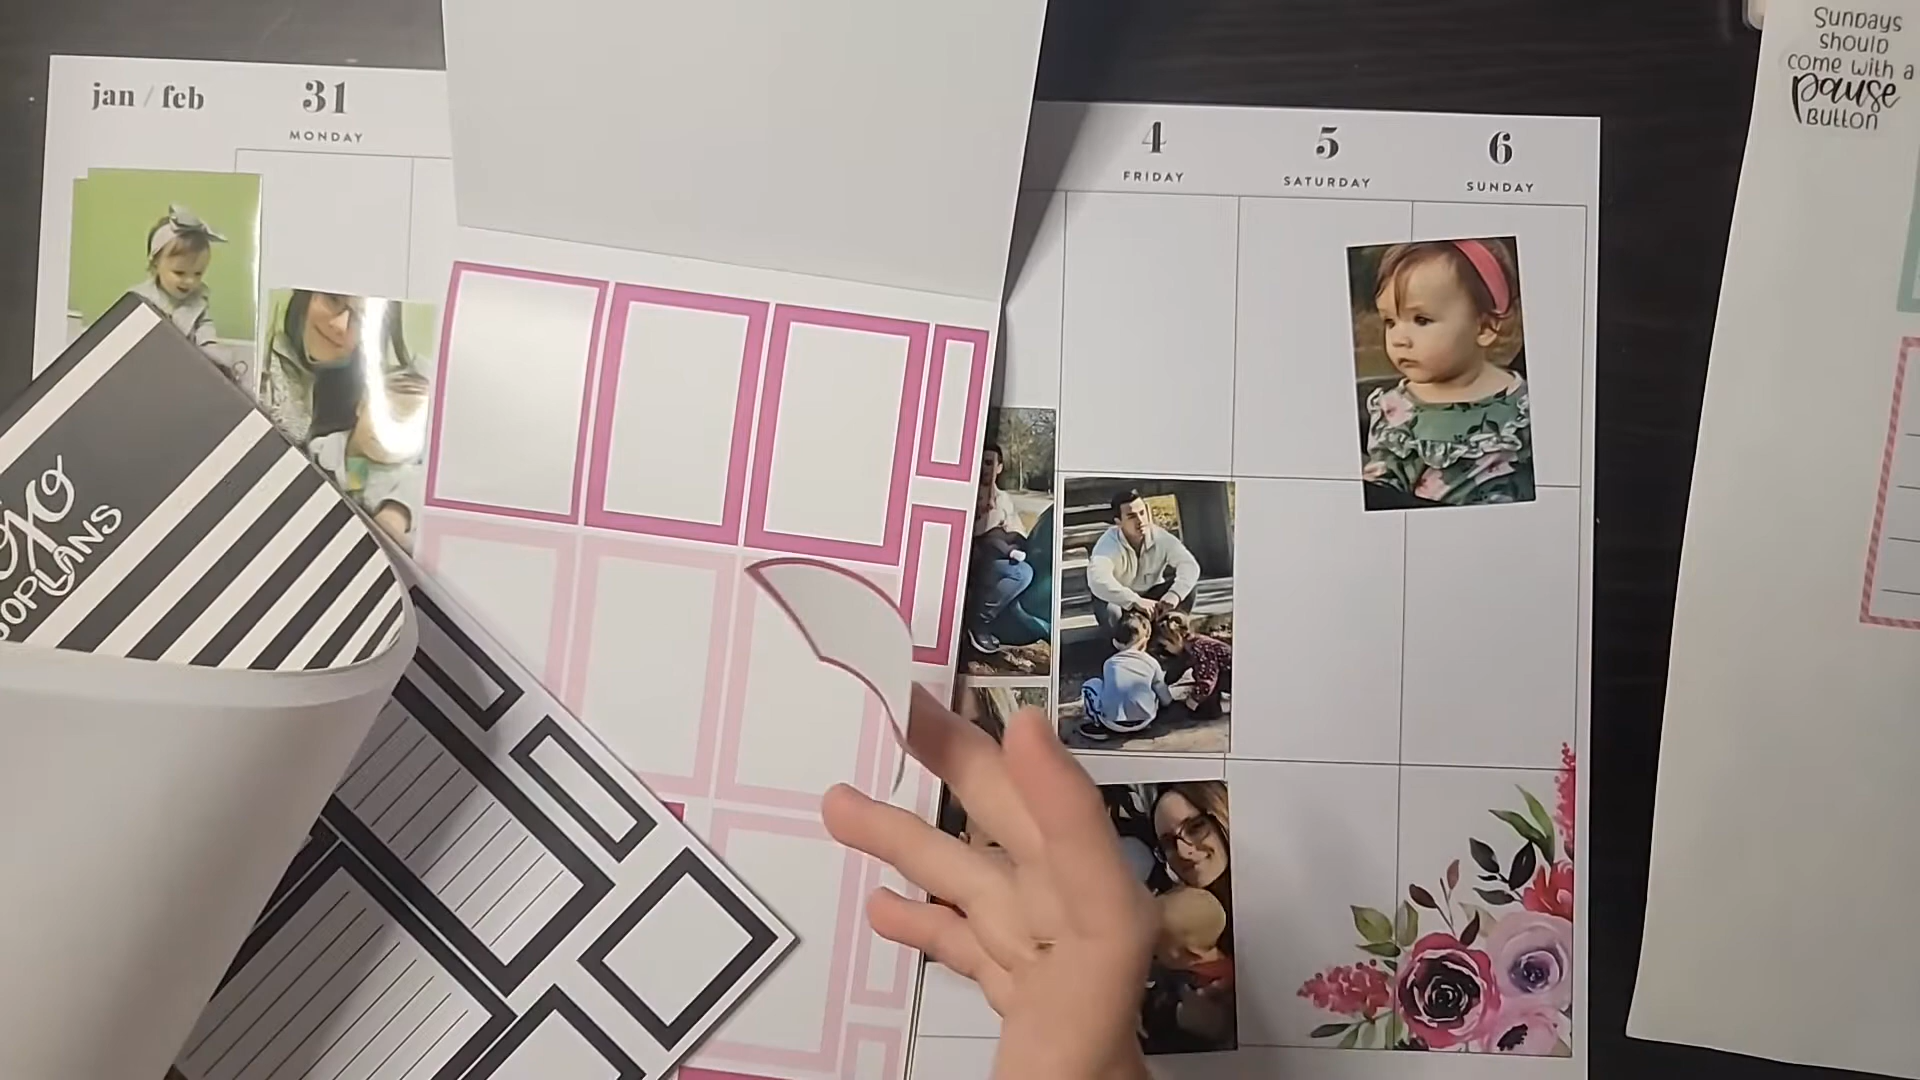 jan / feb
31
MONDAY
4
FRIDAY
5
SATURDAY
6
SUNDAY
Sundays
should
come with a
pause
Button